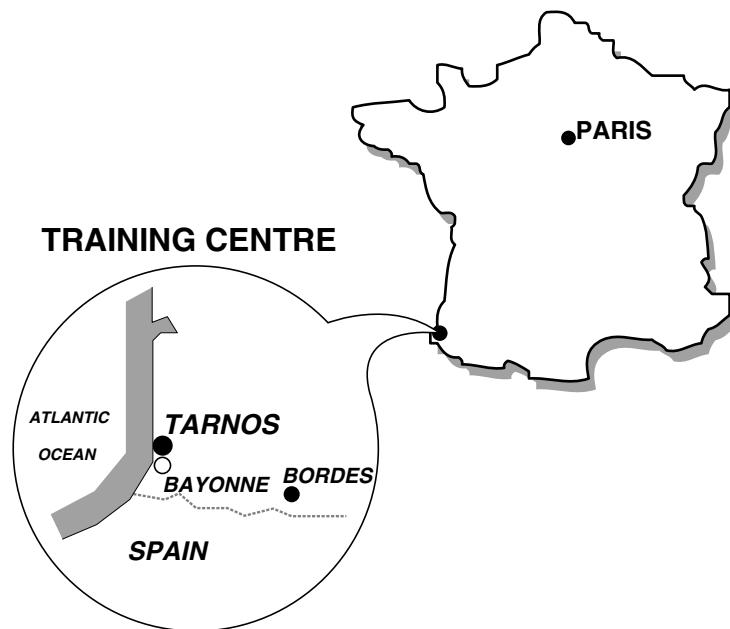 PARIS
TRAINING CENTRE
ATLANTIC
OCEAN
TARNOS
BAYONNE
BORDES
SPAIN